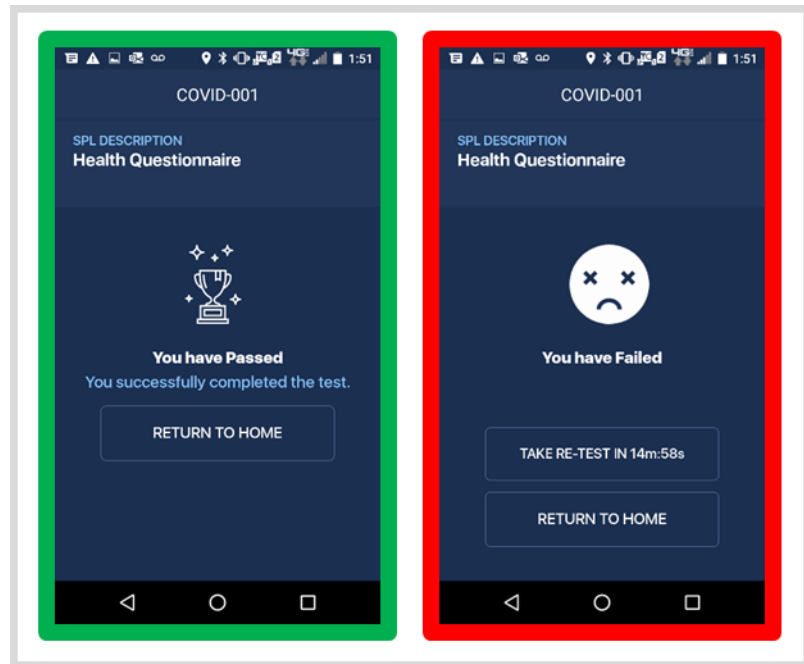 4G 1:51
COVID-001
SPL DESCRIPTION
Health Questionnaire
You have Passed
You successfully completed the test.
RETURN TO HOME
4G 1:51
COVID-001
SPL DESCRIPTION
Health Questionnaire
You have Failed
TAKE RE-TEST IN 14m:58s
RETURN TO HOME